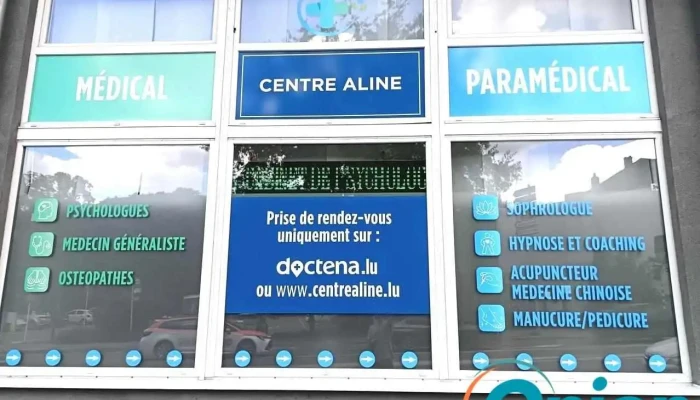 MÉDICAL
CENTRE ALINE
PARAMÉDICAL
PSYCHOLOGUES
MEDECIN GÉNÉRALISTE
OSTEOPATHES
Prise de rendez-vous
uniquement sur :
doctena.lu
ou www.centrealine.lu
SOPHROLOGUE
HYPNOSE ET COACHING
ACUPUNCTEUR
MEDECINE CHINOISE
MANUCURE/PEDICURE